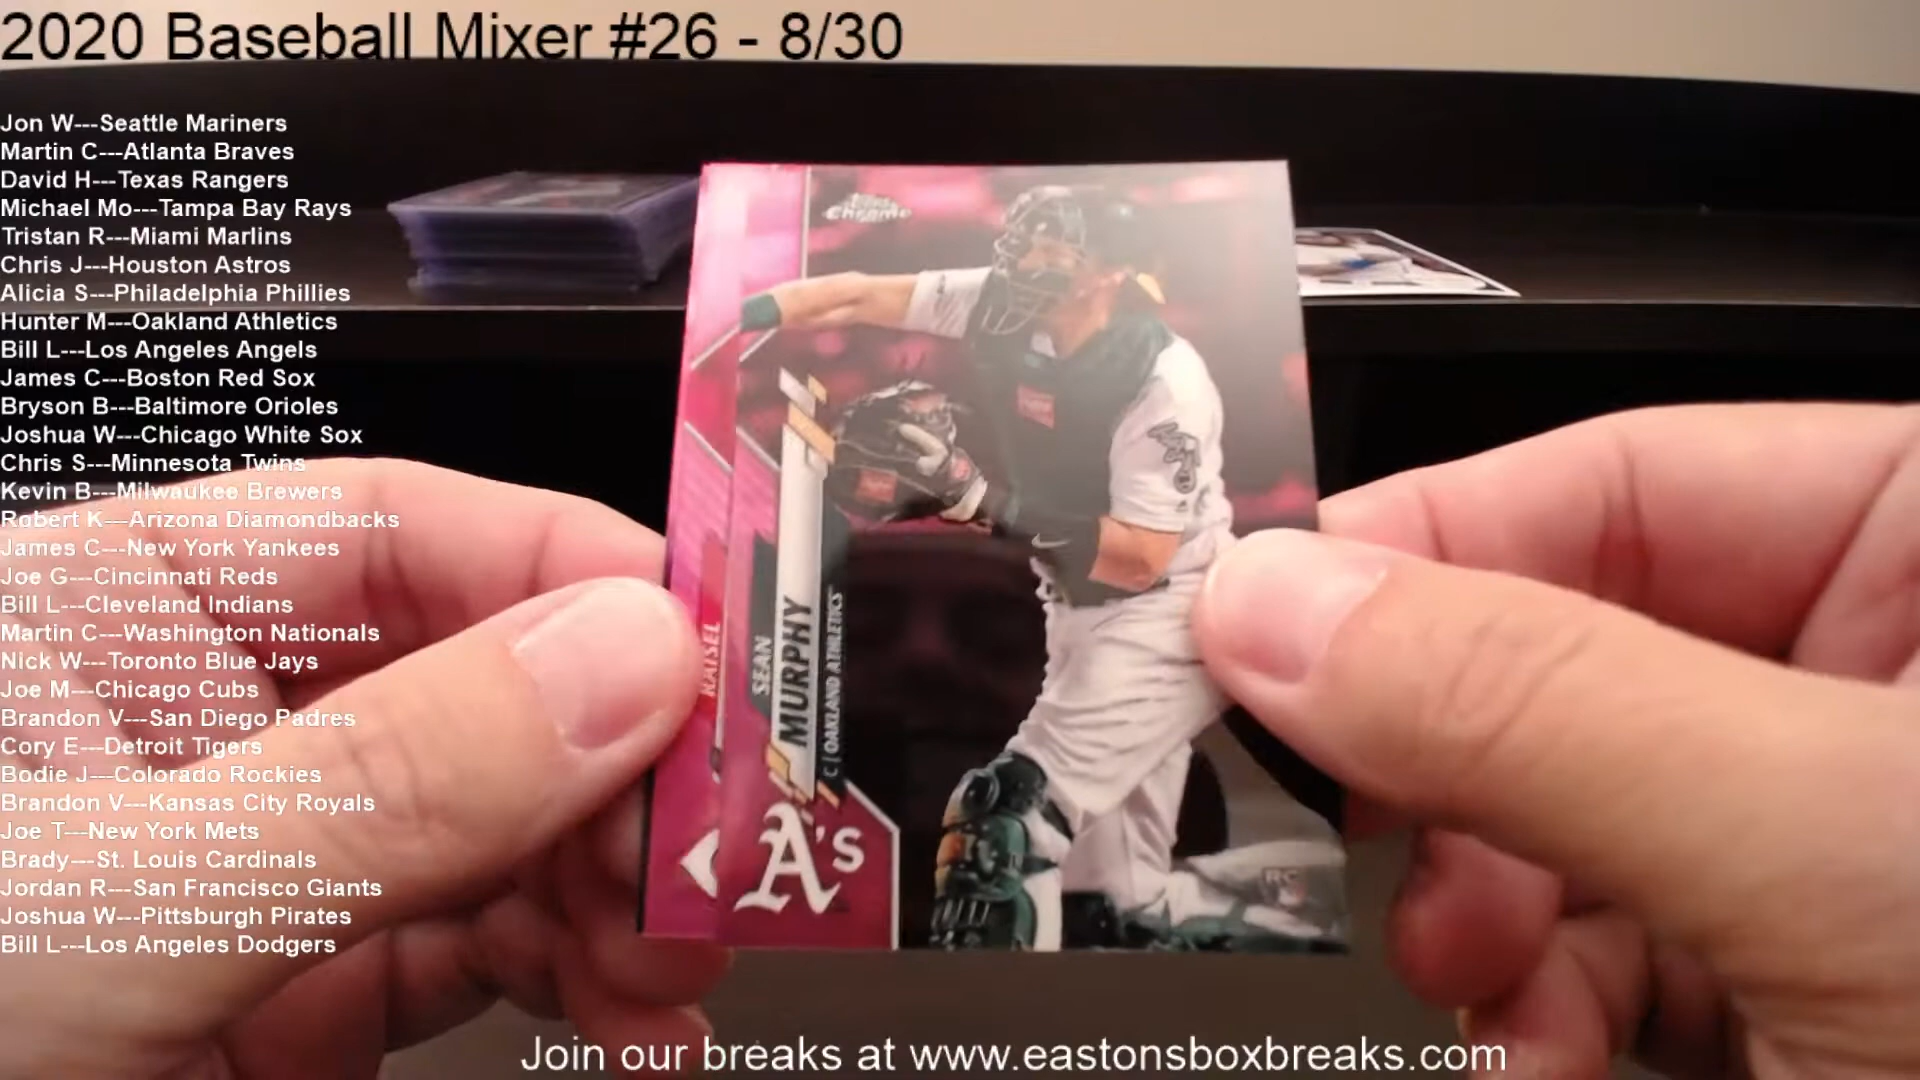 2020 Baseball Mixer #26 - 8/30
Jon W---Seattle Mariners
Martin C---Atlanta Braves
David H---Texas Rangers
Michael Mo---Tampa Bay Rays
Tristan R---Miami Marlins
Chris J---Houston Astros
Alicia S---Philadelphia Phillies
Hunter M---Oakland Athletics
Bill L---Los Angeles Angels
James C---Boston Red Sox
Bryson B---Baltimore Orioles
Joshua W---Chicago White Sox
Chris S---Minnesota Twins
Kevin B---Milwaukee Brewers
Robert K---Arizona Diamondbacks
James C---New York Yankees
Joe G---Cincinnati Reds
Bill L---Cleveland Indians
Martin C---Washington Nationals
Nick W---Toronto Blue Jays
Joe M---Chicago Cubs
Brandon V---San Diego Padres
Cory E---Detroit Tigers
Bodie J---Colorado Rockies
Brandon V---Kansas City Royals
Joe T---New York Mets
Brady---St. Louis Cardinals
Jordan R---San Francisco Giants
Joshua W---Pittsburgh Pirates
Bill L---Los Angeles Dodgers
Topps
Chrome
RAISEL
SEAN
MURPHY
C | OAKLAND ATHLETICS
A's
RC
Join our breaks at www.eastonsboxbreaks.com